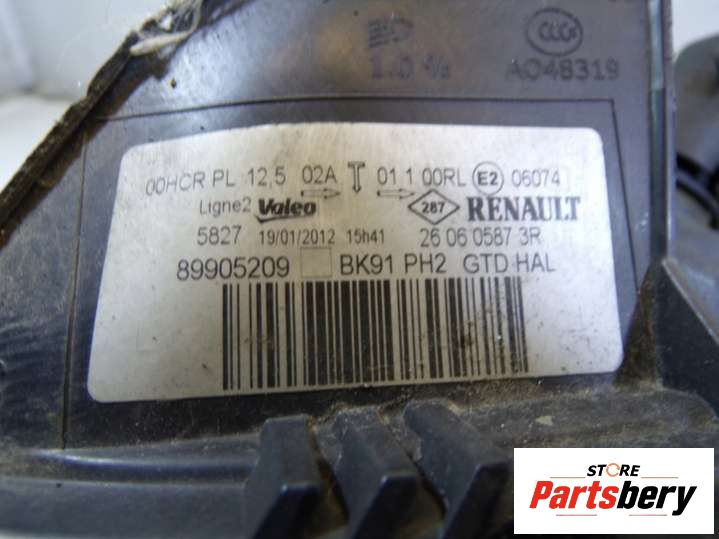 CCC
1.0 %
A048319
00HCR PL 12,5 02A 01 1 00RL E2 06074
Ligne2 Valeo 287 RENAULT
5827 19/01/2012 15h41 26 06 0587 3R
89905209 BK91 PH2 GTD HAL
STORE
Partsbery